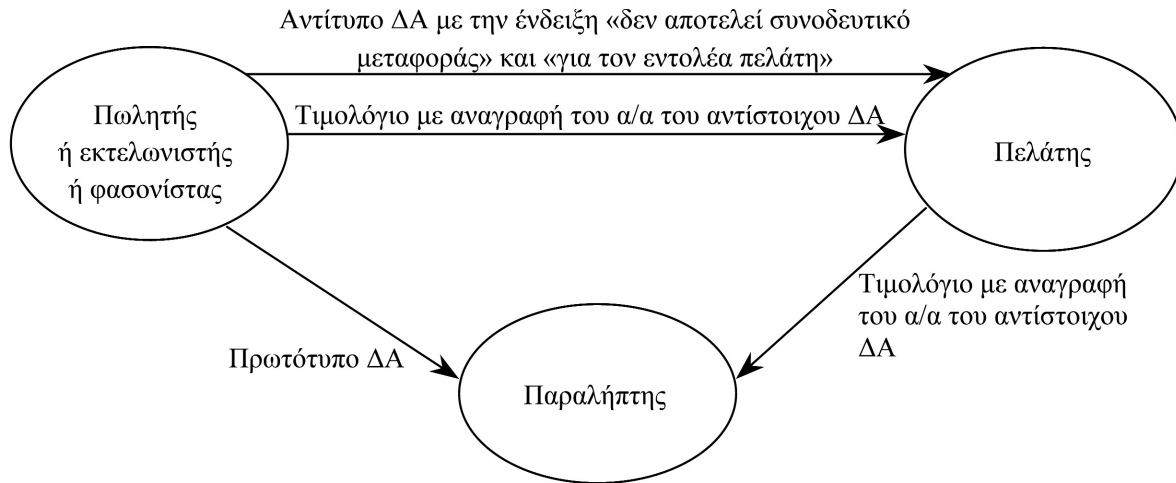 Αντίτυπο ΔΑ με την ένδειξη «δεν αποτελεί συνοδευτικό
μεταφοράς» και «για τον εντολέα πελάτη»
Πωλητής
ή εκτελωνιστής
ή φασονίστας
Τιμολόγιο με αναγραφή του α/α του αντίστοιχου ΔΑ
Πελάτης
Πρωτότυπο ΔΑ
Τιμολόγιο με αναγραφή
του α/α του αντίστοιχου
ΔΑ
Παραλήπτης